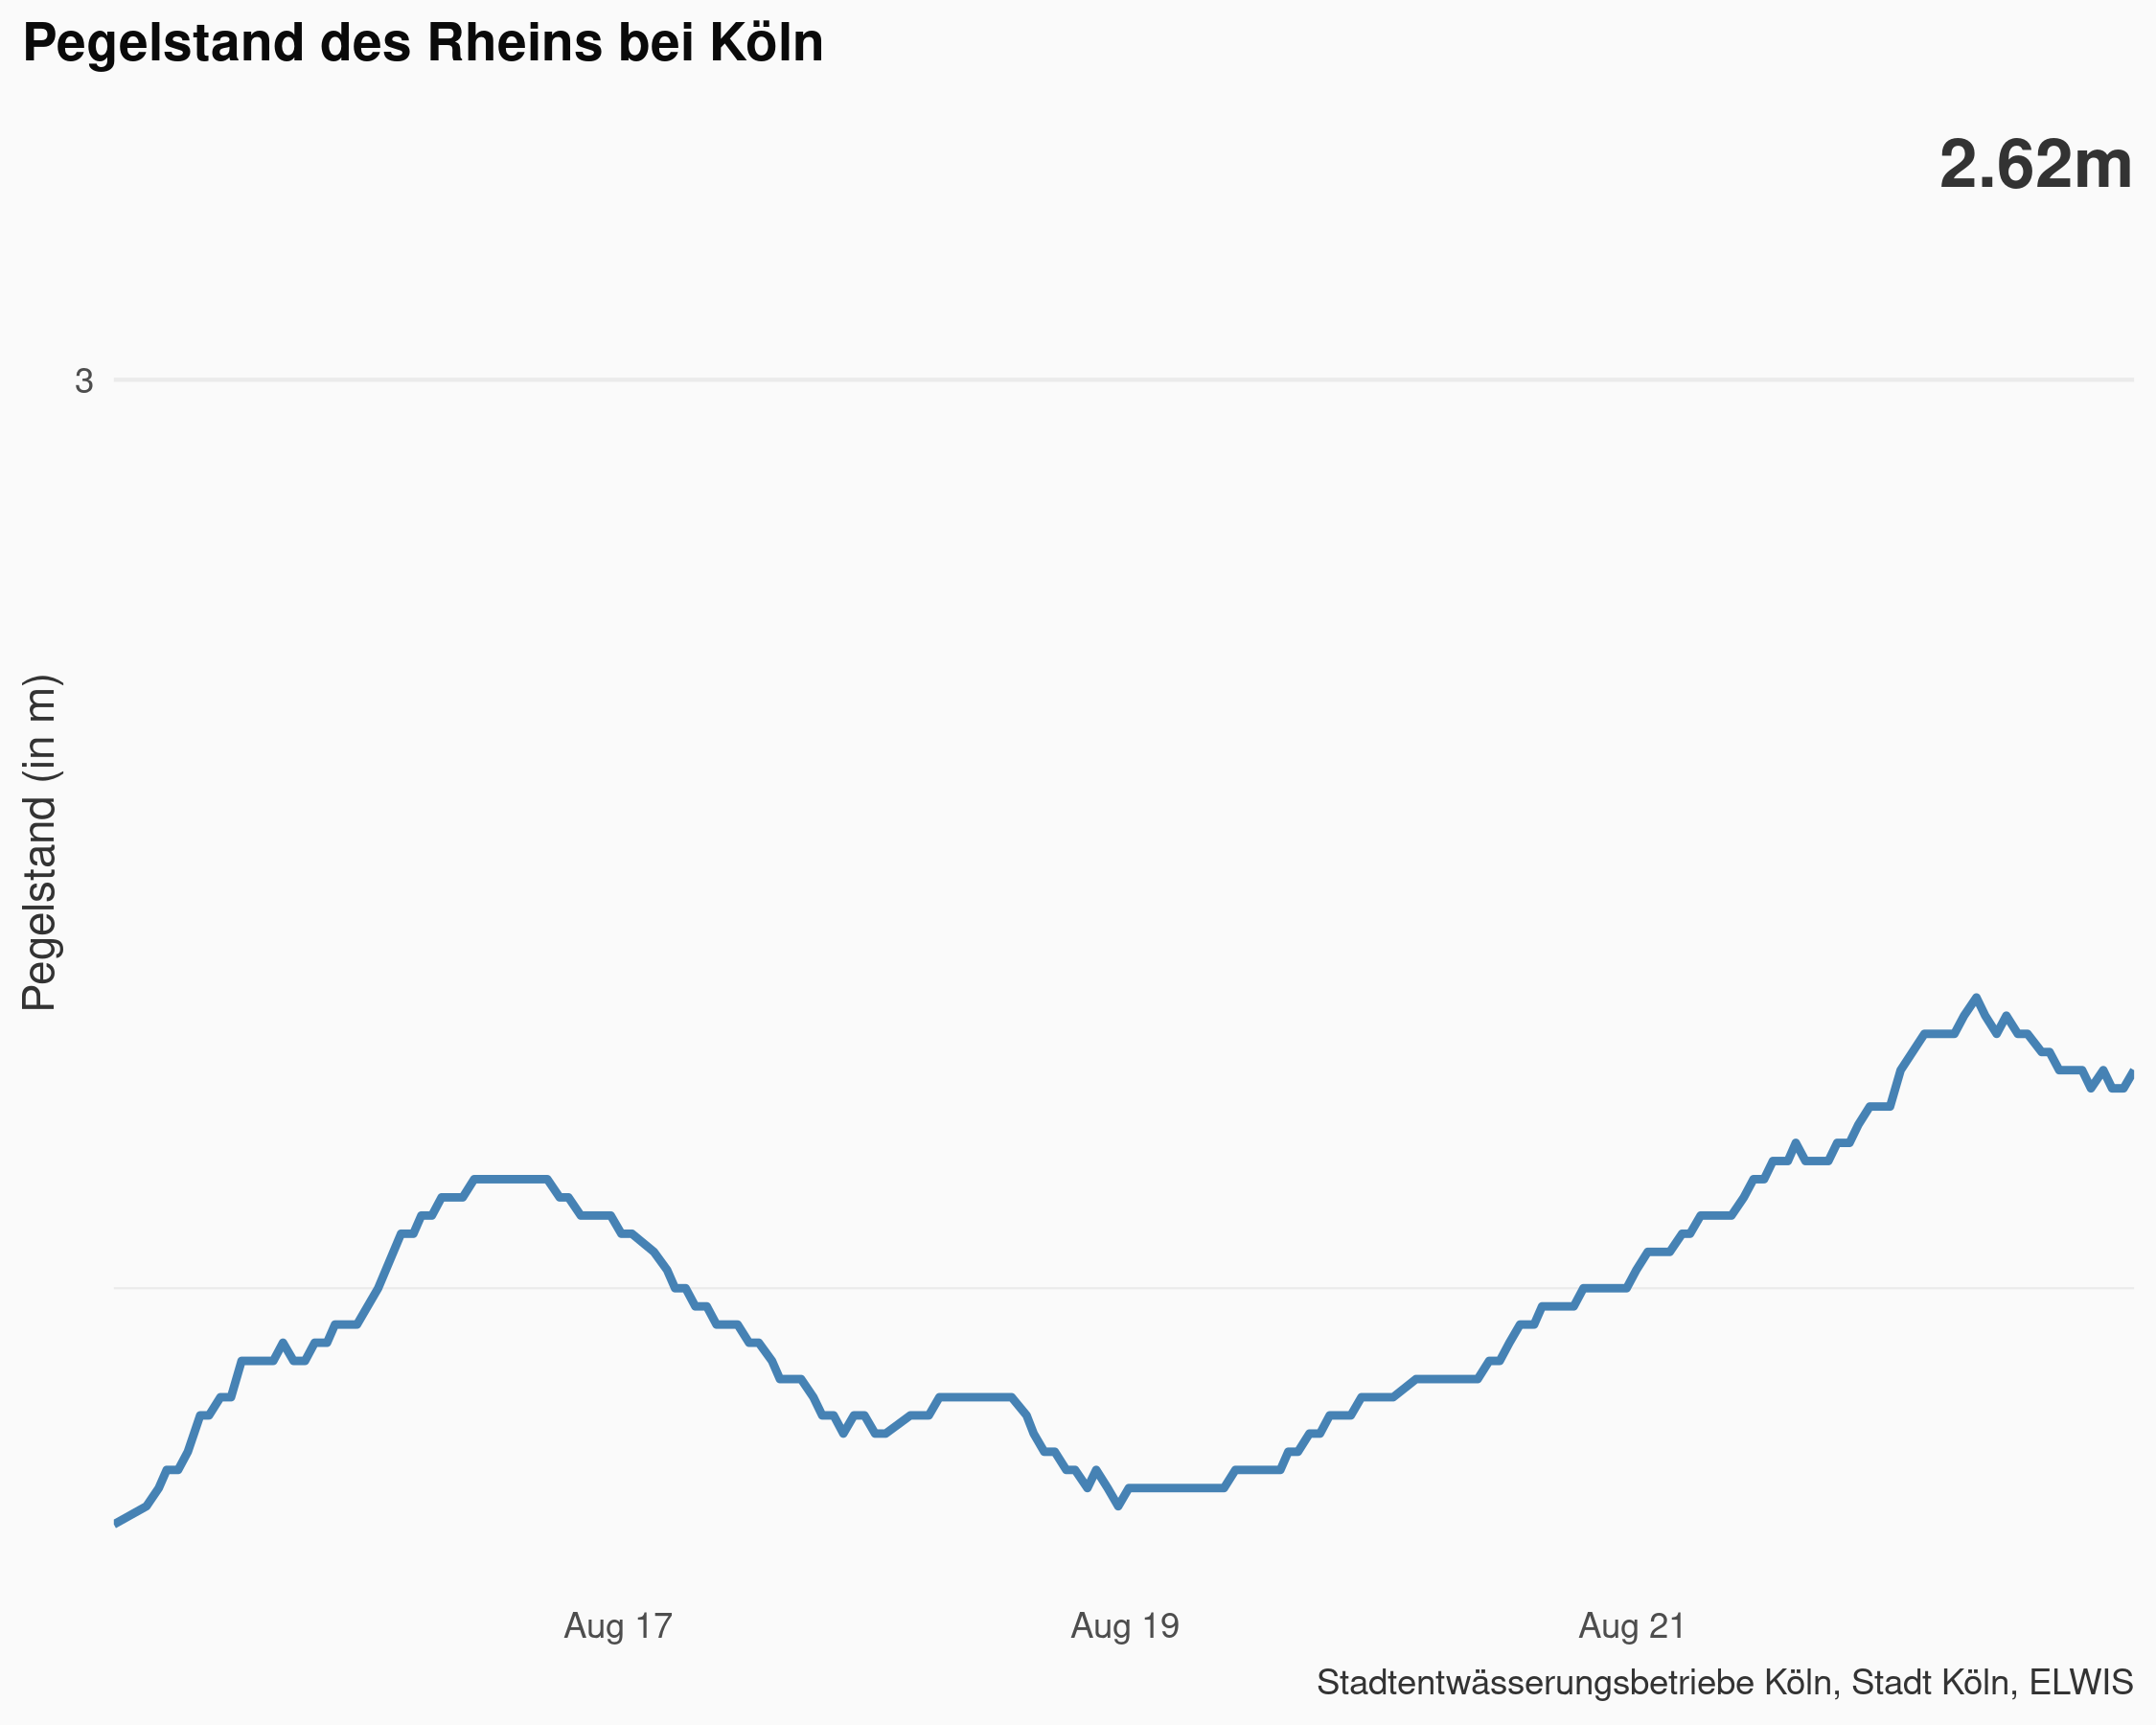 Pegelstand des Rheins bei Köln
2.62m
3
Pegelstand (in m)
Aug 17
Aug 19
Aug 21
Stadtentwässerungsbetriebe Köln, Stadt Köln, ELWIS